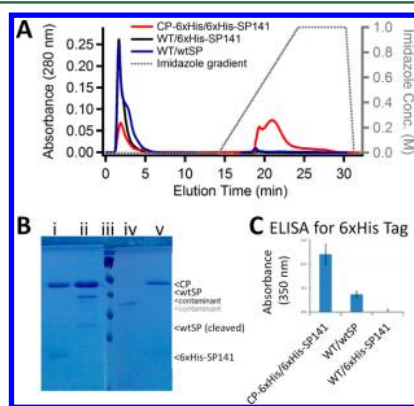 A
CP-6xHis/6xHis-SP141
WT/6xHis-SP141
WT/wtSP
Imidazole gradient
Absorbance (280 nm)
0.25
0.20
0.15
0.10
0.05
0.00
Imidazole Conc. (M)
1.0
0.8
0.6
0.4
0.2
0.0
0 5 10 15 20 25 30
Elution Time (min)
B
i ii iii iv v
<CP
<wtSP
<contaminant
<contaminant
<wtSP (cleaved)
<6xHis-SP141
C ELISA for 6xHis Tag
Absorbance
(350 nm)
CP-6xHis/6xHis-SP141
WT/wtSP
WT/6xHis-SP141